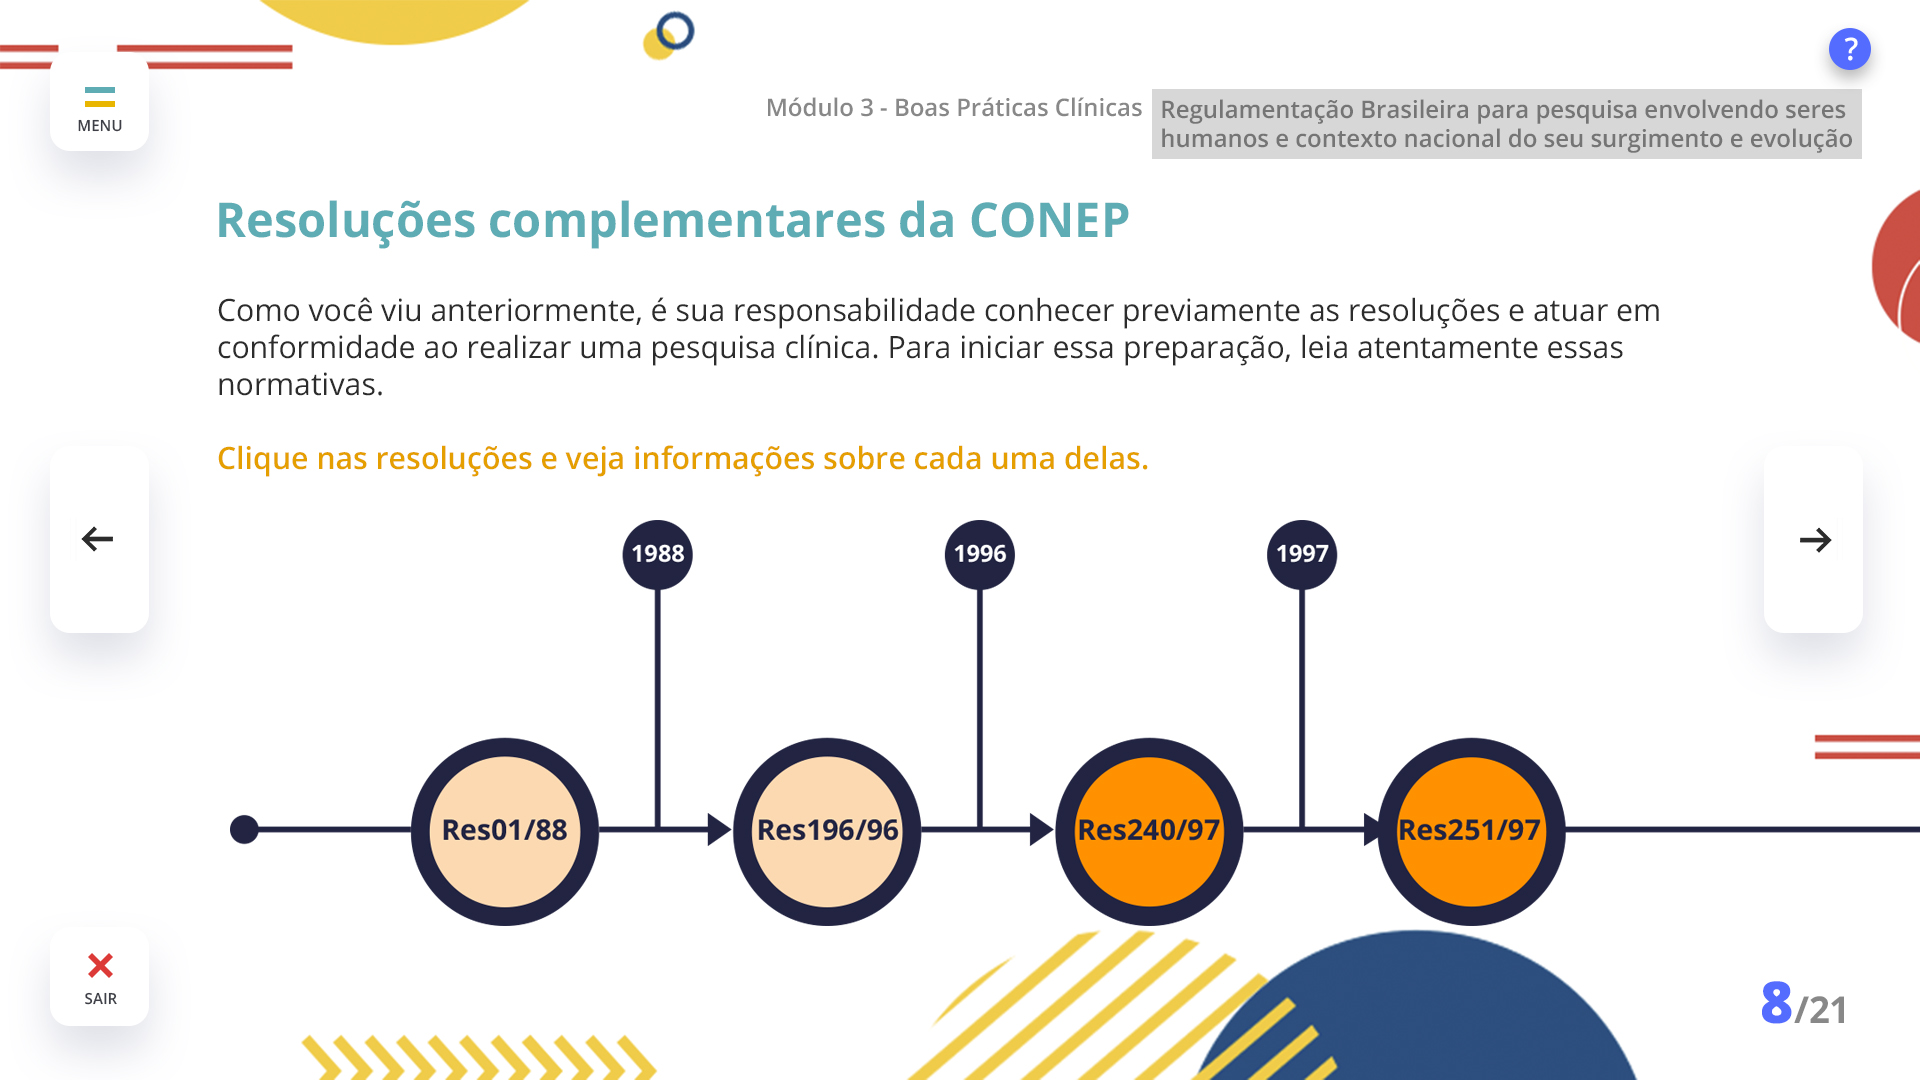 ?
MENU
Módulo 3 - Boas Práticas Clínicas
Regulamentação Brasileira para pesquisa envolvendo seres
humanos e contexto nacional do seu surgimento e evolução
Resoluções complementares da CONEP
Como você viu anteriormente, é sua responsabilidade conhecer previamente as resoluções e atuar em
conformidade ao realizar uma pesquisa clínica. Para iniciar essa preparação, leia atentamente essas
normativas.
Clique nas resoluções e veja informações sobre cada uma delas.
1988
1996
1997
Res01/88
Res196/96
Res240/97
Res251/97
SAIR
8/21